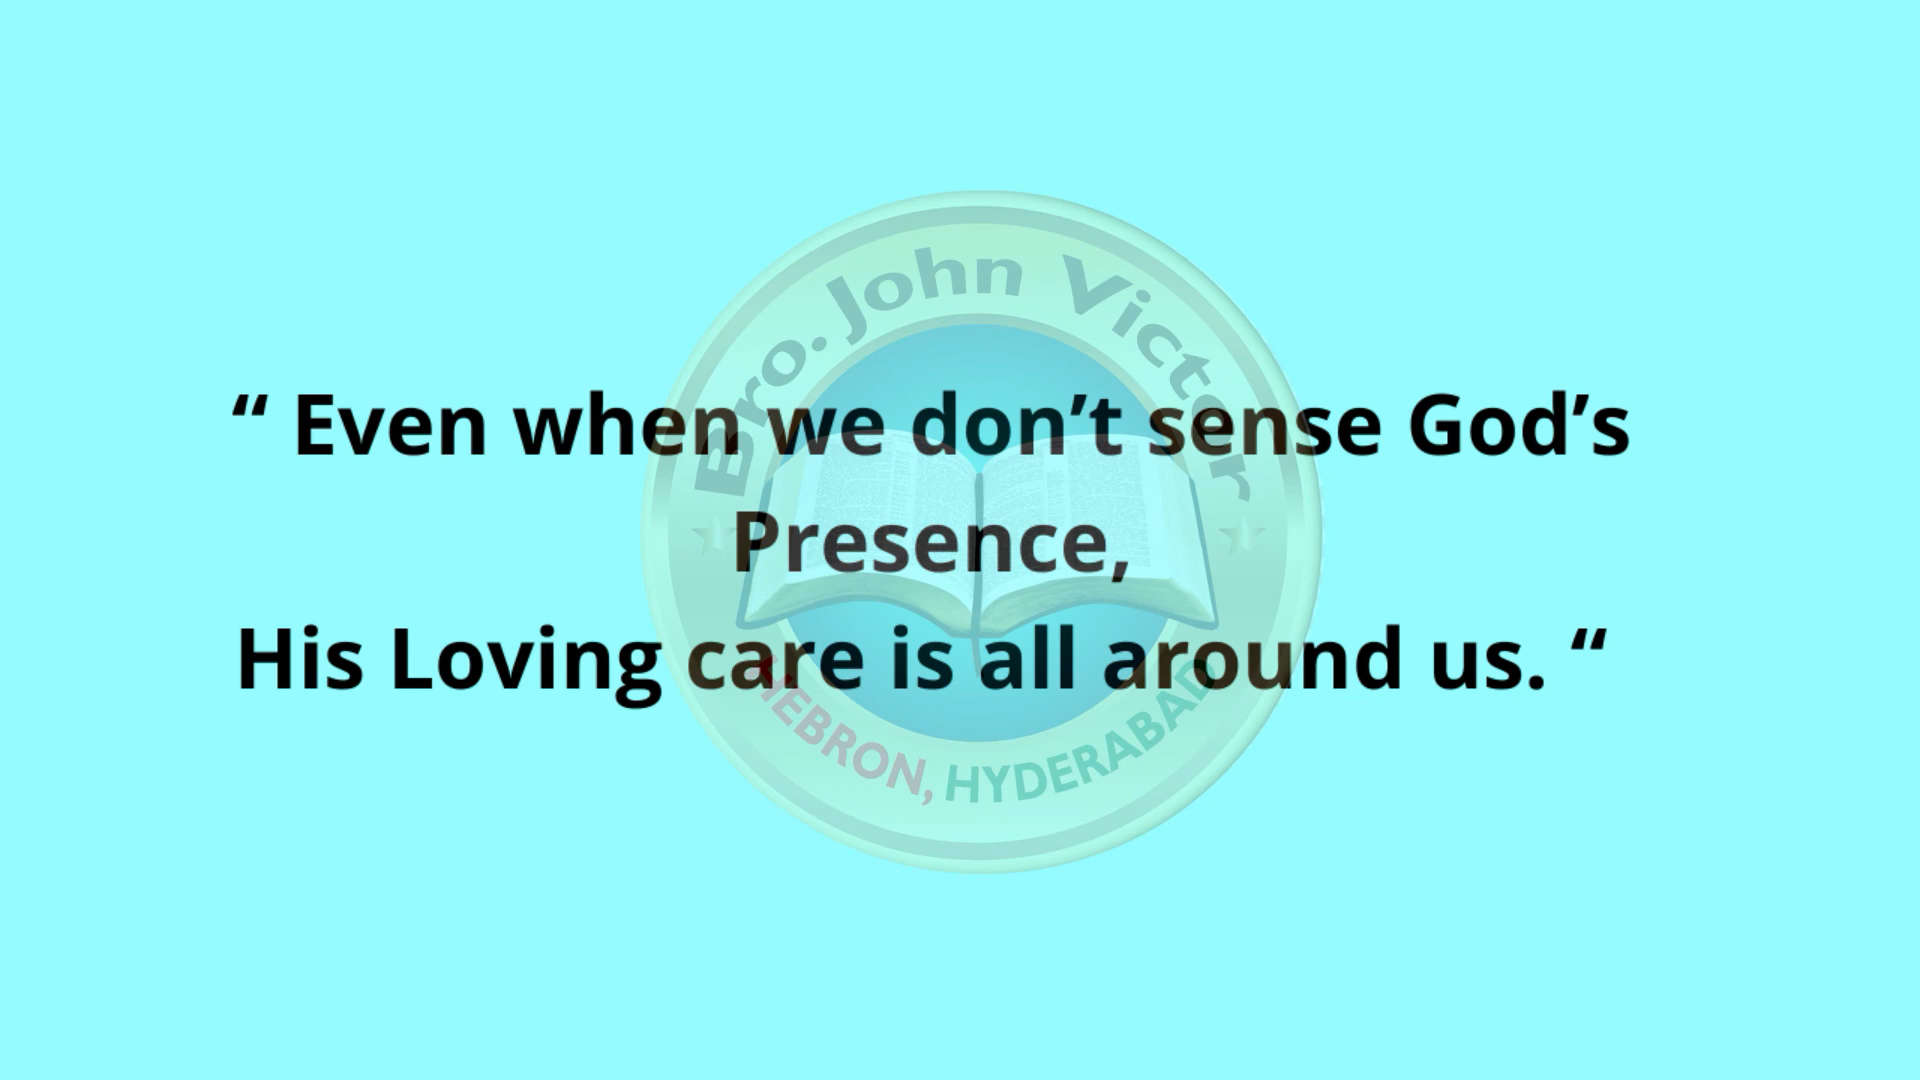 Bro. John Victor
“ Even when we don’t sense God’s
Presence,
His Loving care is all around us. “
HEBRON, HYDERABAD